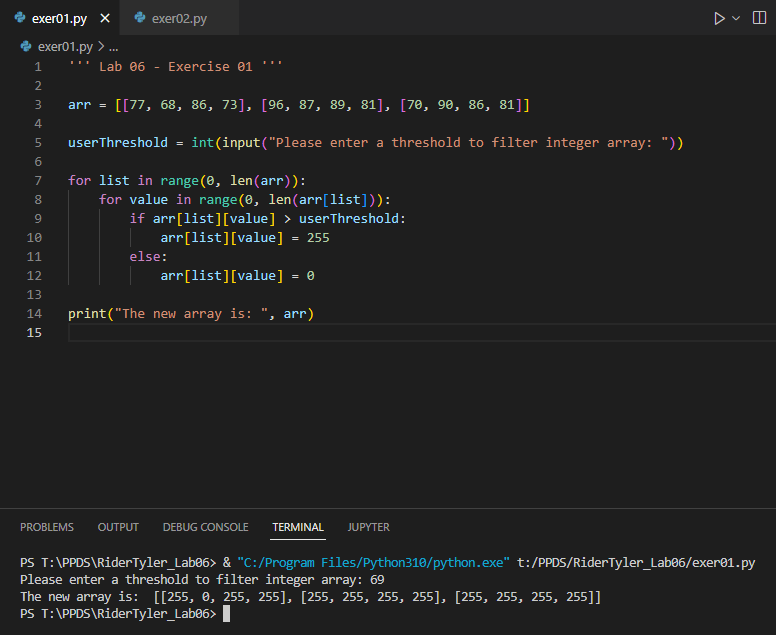 exer01.py exer02.py
exer01.py > ...
1 ''' Lab 06 - Exercise 01 '''
2
3 arr = [[77, 68, 86, 73], [96, 87, 89, 81], [70, 90, 86, 81]]
4
5 userThreshold = int(input("Please enter a threshold to filter integer array: "))
6
7 for list in range(0, len(arr)):
8     for value in range(0, len(arr[list])):
9         if arr[list][value] > userThreshold:
10             arr[list][value] = 255
11         else:
12             arr[list][value] = 0
13
14 print("The new array is: ", arr)
15
PROBLEMS OUTPUT DEBUG CONSOLE TERMINAL JUPYTER
PS T:\PPDS\RiderTyler_Lab06> & "C:/Program Files/Python310/python.exe" t:/PPDS/RiderTyler_Lab06/exer01.py
Please enter a threshold to filter integer array: 69
The new array is:  [[255, 0, 255, 255], [255, 255, 255, 255], [255, 255, 255, 255]]
PS T:\PPDS\RiderTyler_Lab06>